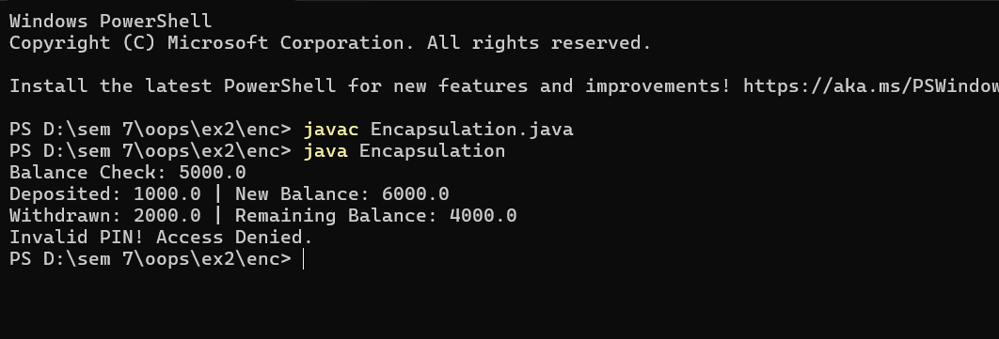 Windows PowerShell
Copyright (C) Microsoft Corporation. All rights reserved.
Install the latest PowerShell for new features and improvements! https://aka.ms/PSWindow
PS D:\sem 7\oops\ex2\enc> javac Encapsulation.java
PS D:\sem 7\oops\ex2\enc> java Encapsulation
Balance Check: 5000.0
Deposited: 1000.0 | New Balance: 6000.0
Withdrawn: 2000.0 | Remaining Balance: 4000.0
Invalid PIN! Access Denied.
PS D:\sem 7\oops\ex2\enc>